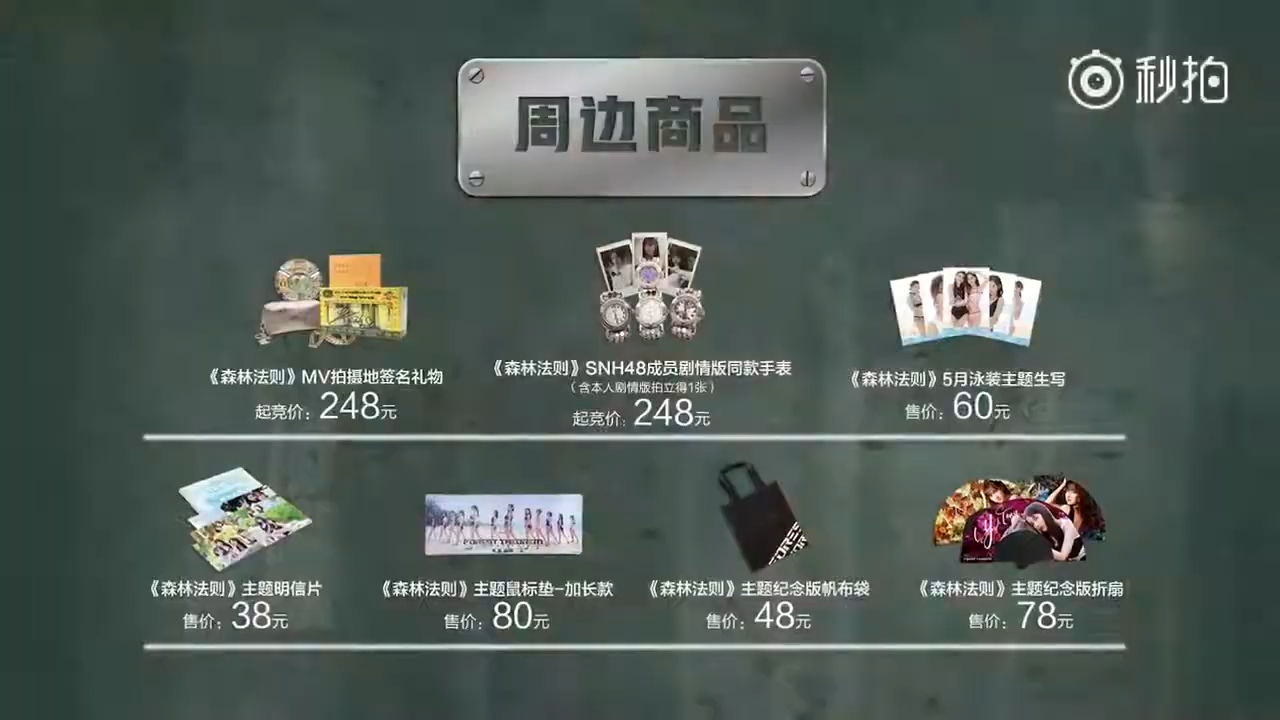 秒拍
周边商品
《森林法则》MV拍摄地签名礼物
起竞价：248元
《森林法则》SNH48成员剧情版同款手表
（含本人剧情版拍立得1张）
起竞价：248元
《森林法则》5月泳装主题生写
售价：60元
《森林法则》主题明信片
售价：38元
《森林法则》主题鼠标垫-加长款
售价：80元
《森林法则》主题纪念版帆布袋
售价：48元
《森林法则》主题纪念版折扇
售价：78元